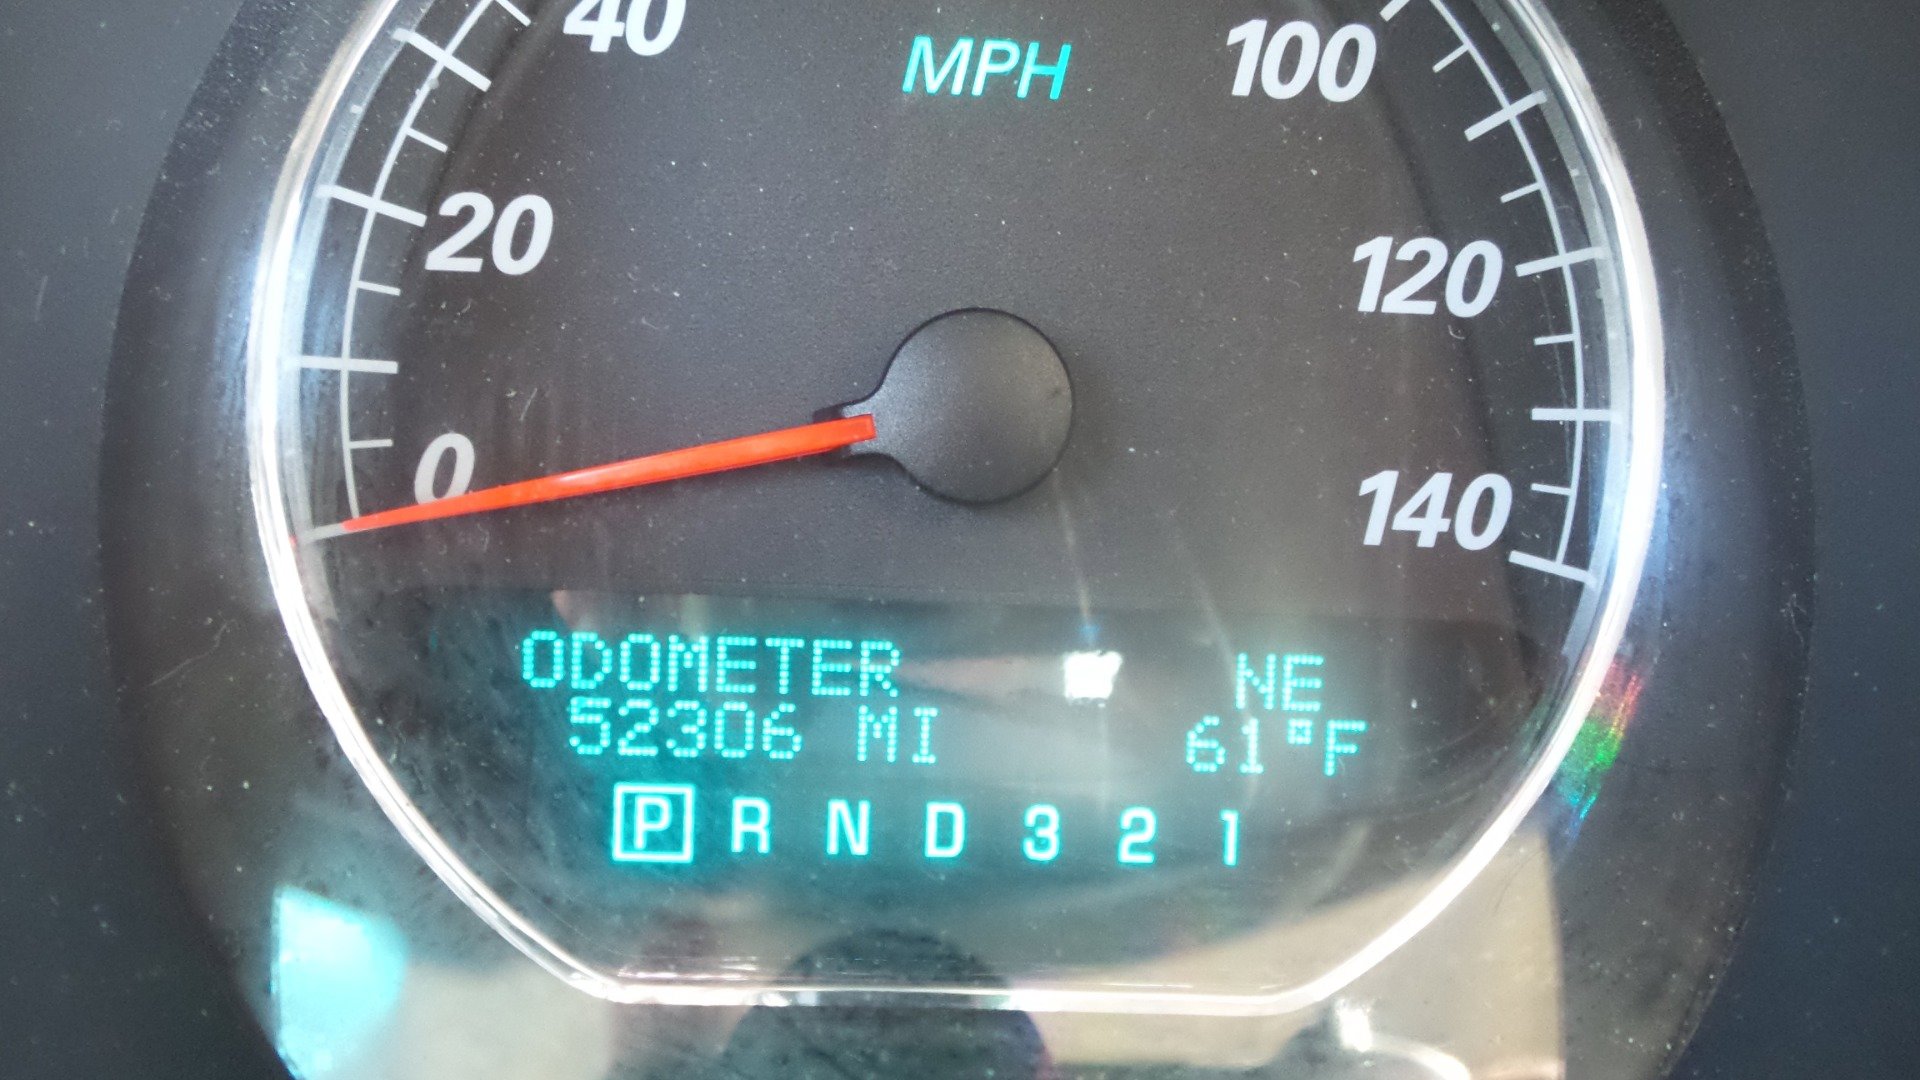 40 MPH 100
20 120
0 140
ODOMETER NE
52306 MI 61°F
P R N D 3 2 1